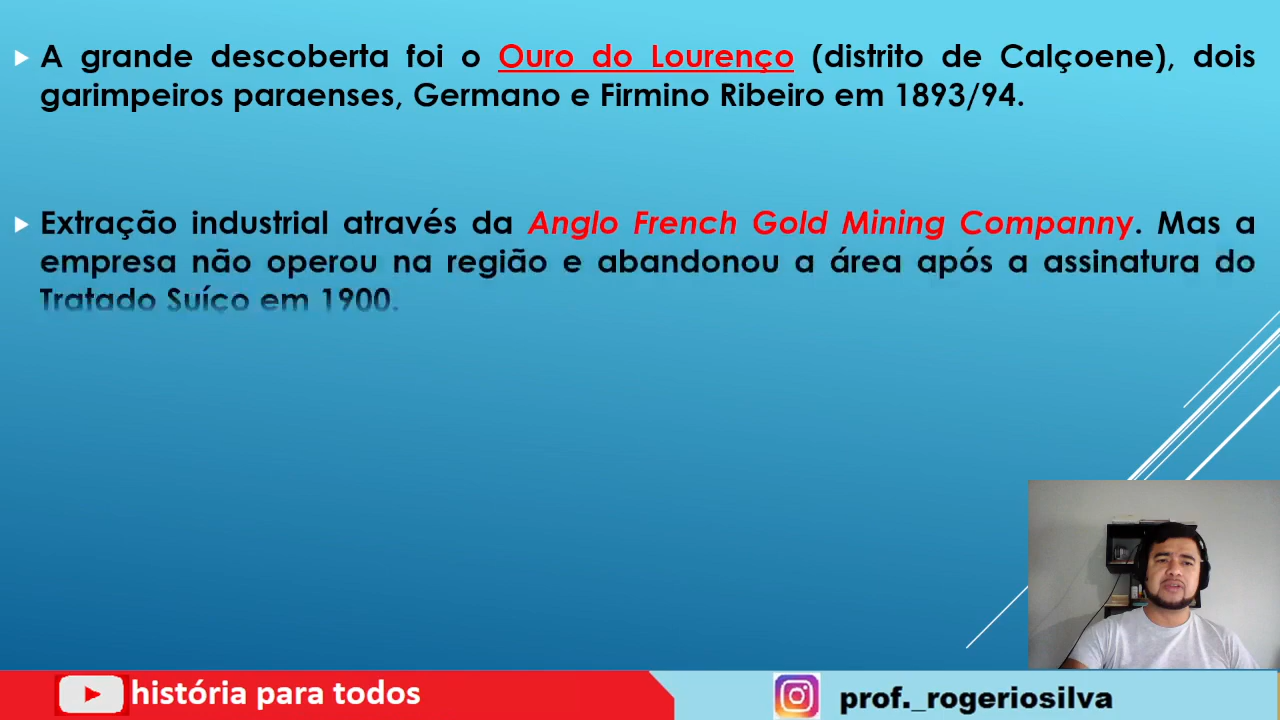 A grande descoberta foi o Ouro do Lourenço (distrito de Calçoene), dois
garimpeiros paraenses, Germano e Firmino Ribeiro em 1893/94.
Extração industrial através da Anglo French Gold Mining Companny. Mas a
empresa não operou na região e abandonou a área após a assinatura do
Tratado Suíço em 1900.
história para todos
prof._rogeriosilva